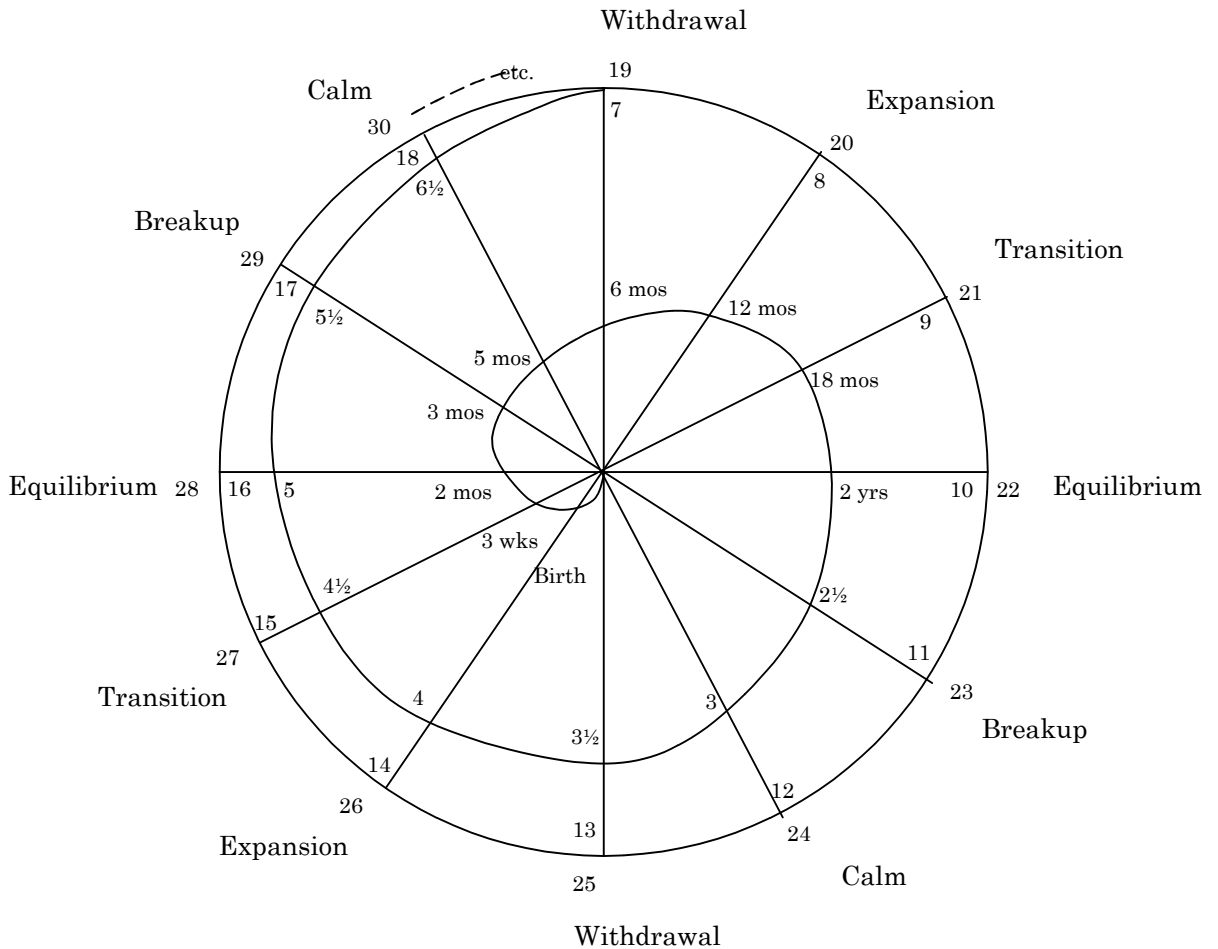 Withdrawal
19
etc.
Calm
Expansion
7
30
20
18
8
6½
Breakup
Transition
29
21
17
6 mos
5½
12 mos
9
5 mos
18 mos
3 mos
Equilibrium 28 16 5 2 mos 2 yrs 10 22 Equilibrium
3 wks
Birth
4½
2½
15
11
27
23
Transition
4
3
Breakup
3½
14
12
26
13
24
Expansion
Calm
25
Withdrawal